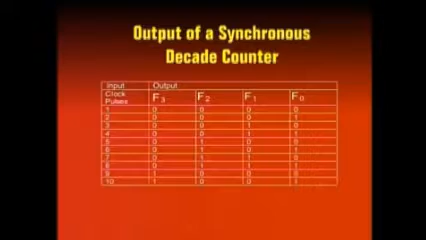 Output of a Synchronous
Decade Counter
Input Output
Clock Pulses F3 F2 F1 F0
1 0 0 0 0
2 0 0 0 1
3 0 0 1 0
4 0 0 1 1
5 0 1 0 0
6 0 1 0 1
7 0 1 1 0
8 0 1 1 1
9 1 0 0 0
10 1 0 0 1